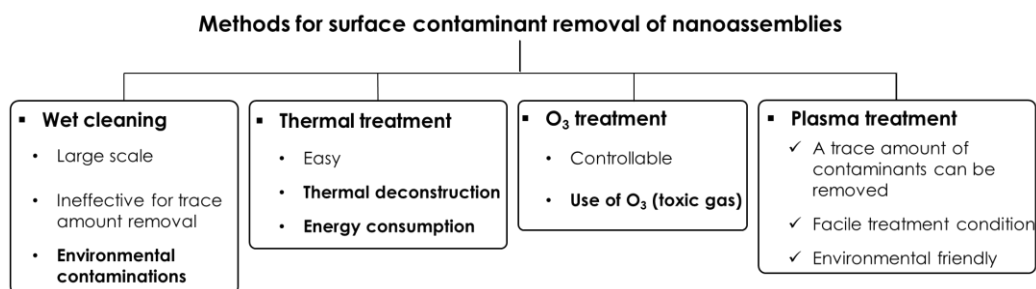 Methods for surface contaminant removal of nanoassemblies
▪ Wet cleaning
• Large scale
• Ineffective for trace
amount removal
• Environmental
contaminations
▪ Thermal treatment
• Easy
• Thermal deconstruction
• Energy consumption
▪ O₃ treatment
• Controllable
• Use of O₃ (toxic gas)
▪ Plasma treatment
✓ A trace amount of
contaminants can be
removed
✓ Facile treatment condition
✓ Environmental friendly